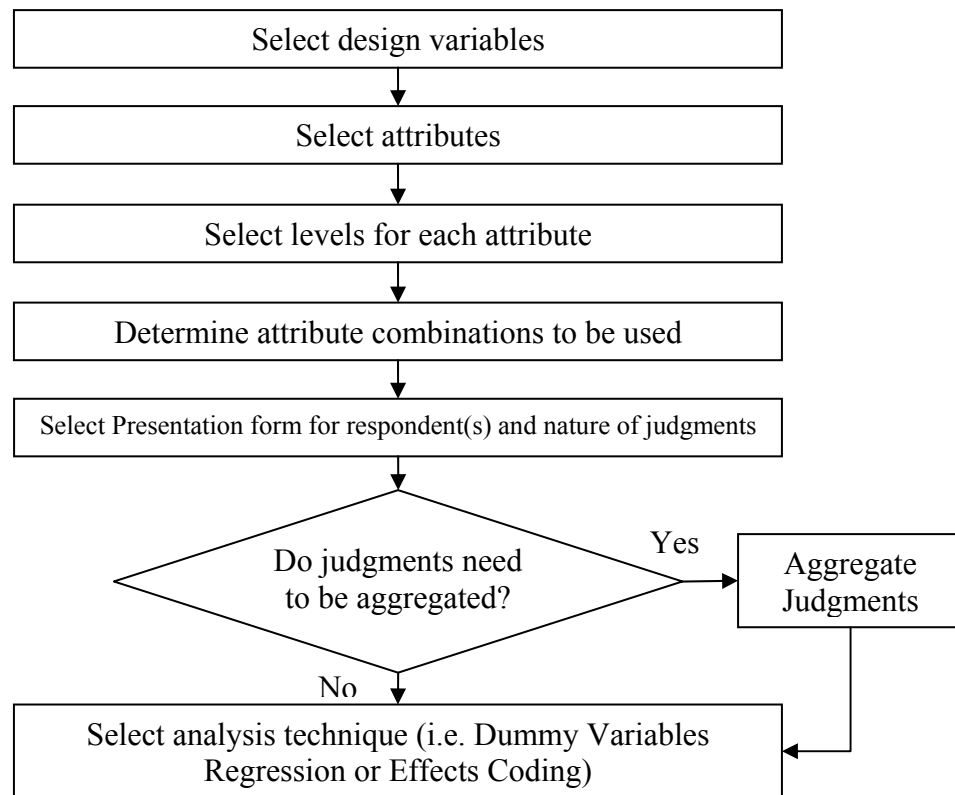 Select design variables
Select attributes
Select levels for each attribute
Determine attribute combinations to be used
Select Presentation form for respondent(s) and nature of judgments
Do judgments need
to be aggregated?
Yes
Aggregate
Judgments
No
Select analysis technique (i.e. Dummy Variables
Regression or Effects Coding)